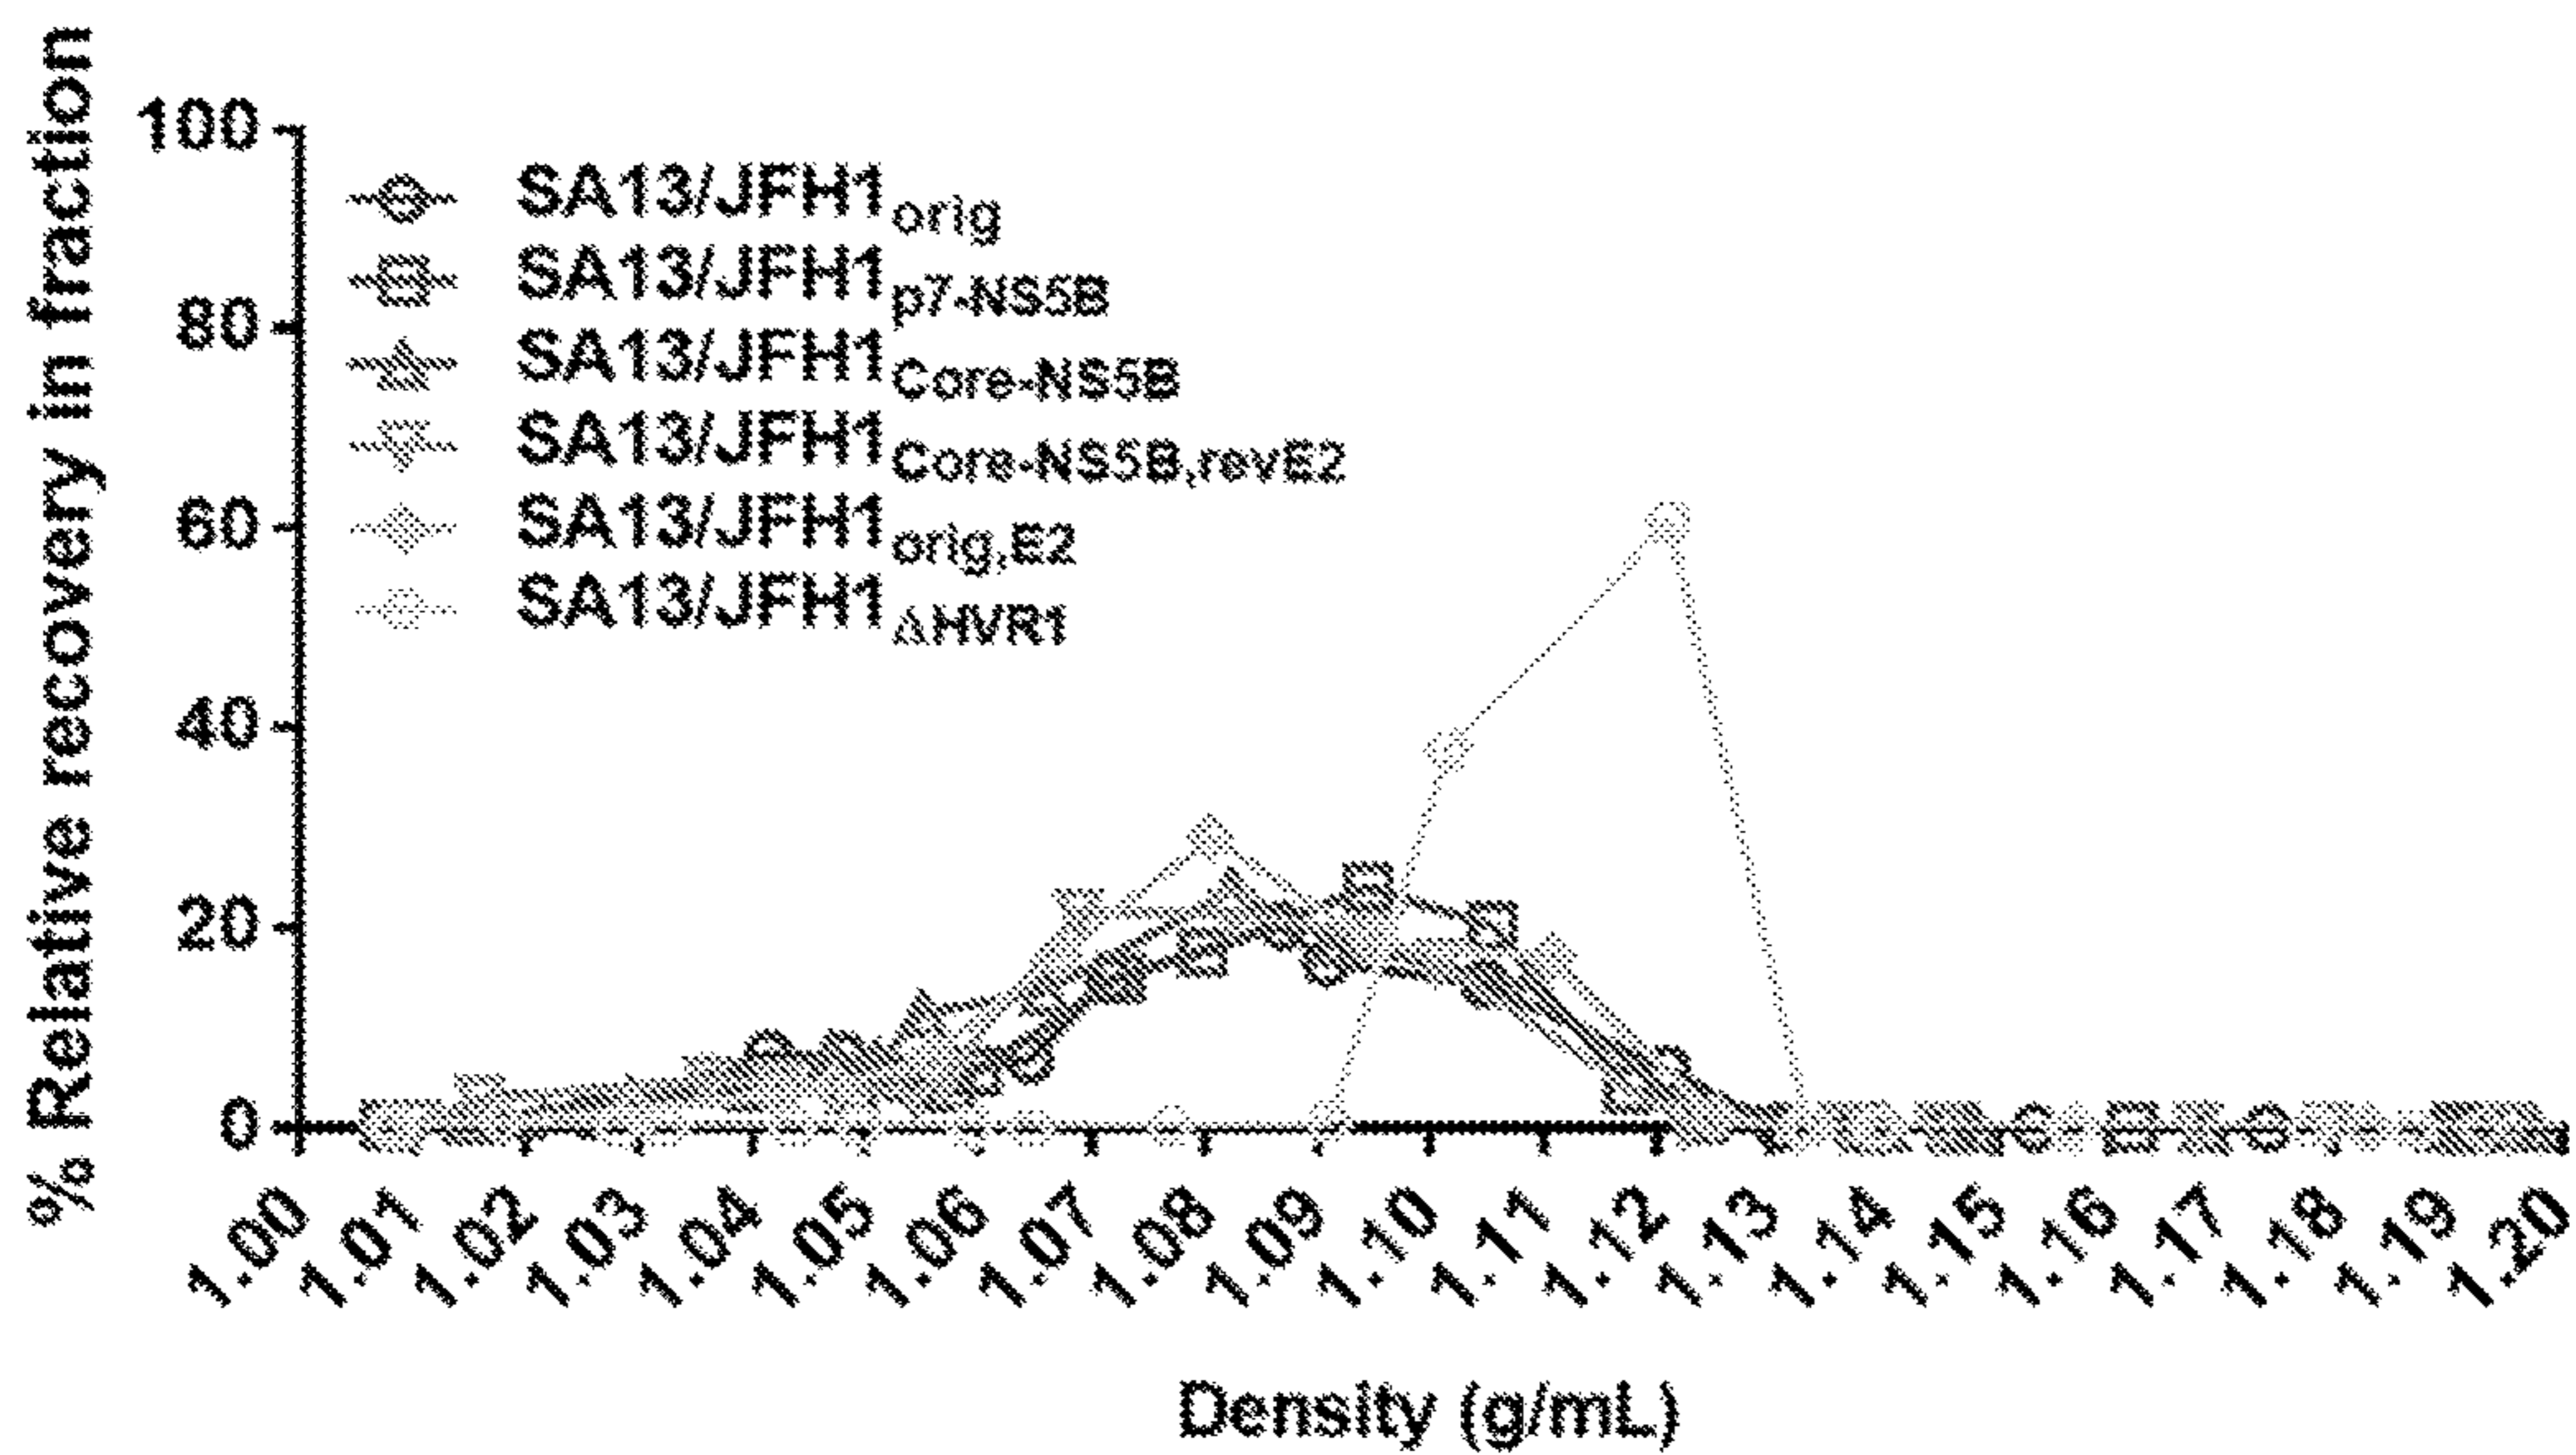 % Relative recovery in fraction
100
80
60
40
20
0
SA13/JFH1orig
SA13/JFH1p7-NS5B
SA13/JFH1Core-NS5B
SA13/JFH1Core-NS5B,revE2
SA13/JFH1orig,E2
SA13/JFH1ΔHVR1
1.00 1.01 1.02 1.03 1.04 1.05 1.06 1.07 1.08 1.09 1.10 1.11 1.12 1.13 1.14 1.15 1.16 1.17 1.18 1.19 1.20
Density (g/mL)